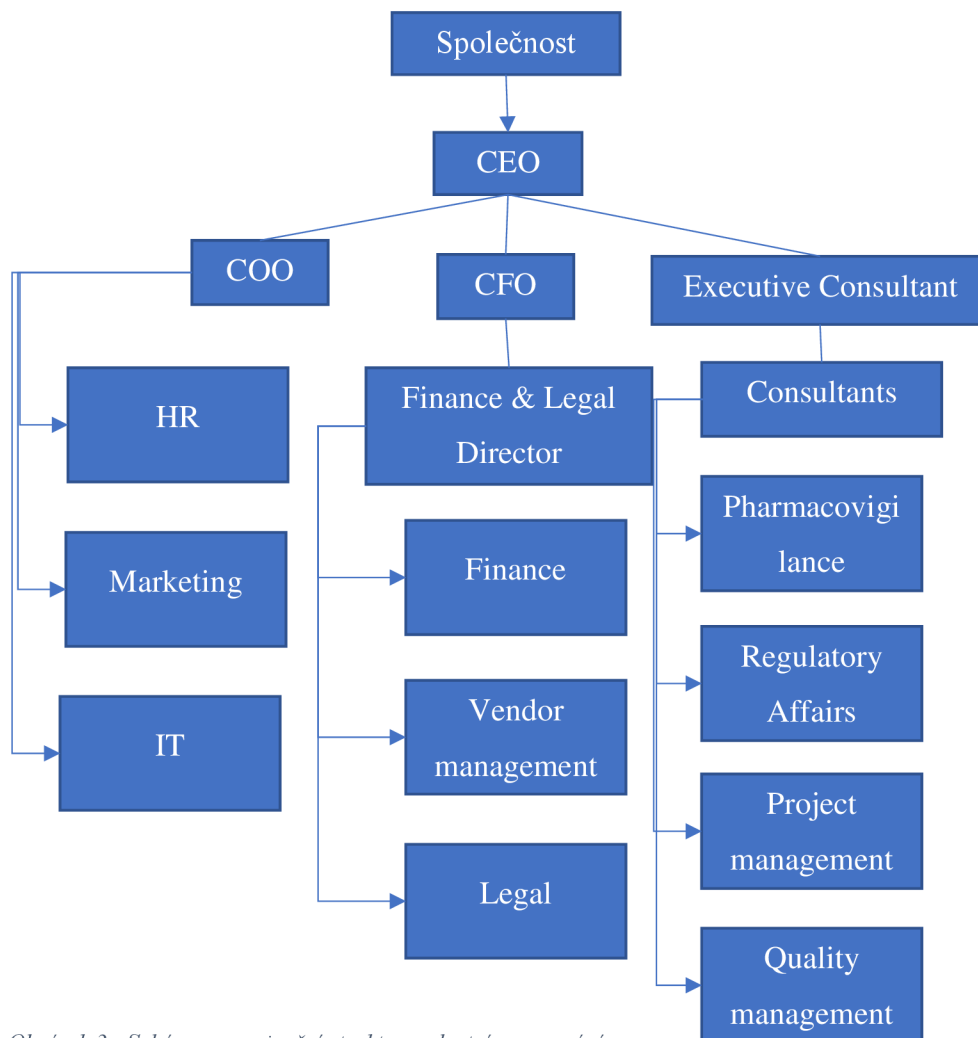 Společnost
CEO
COO
CFO
Executive Consultant
HR
Finance & Legal
Director
Consultants
Marketing
Finance
Pharmacovigi
lance
IT
Vendor
management
Regulatory
Affairs
Legal
Project
management
Quality
management